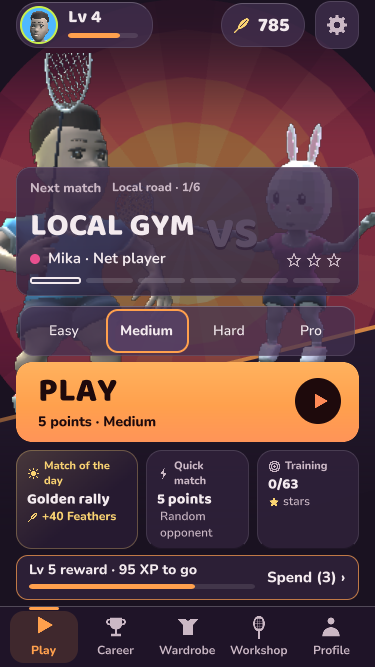 Lv 4
785
Next match Local road · 1/6
LOCAL GYM
VS
Mika · Net player
Easy Medium Hard Pro
PLAY
5 points · Medium
Match of the
day
Golden rally
+40 Feathers
Quick
match
5 points
Random
opponent
Training
0/63
stars
Lv 5 reward · 95 XP to go
Spend (3) ›
Play Career Wardrobe Workshop Profile